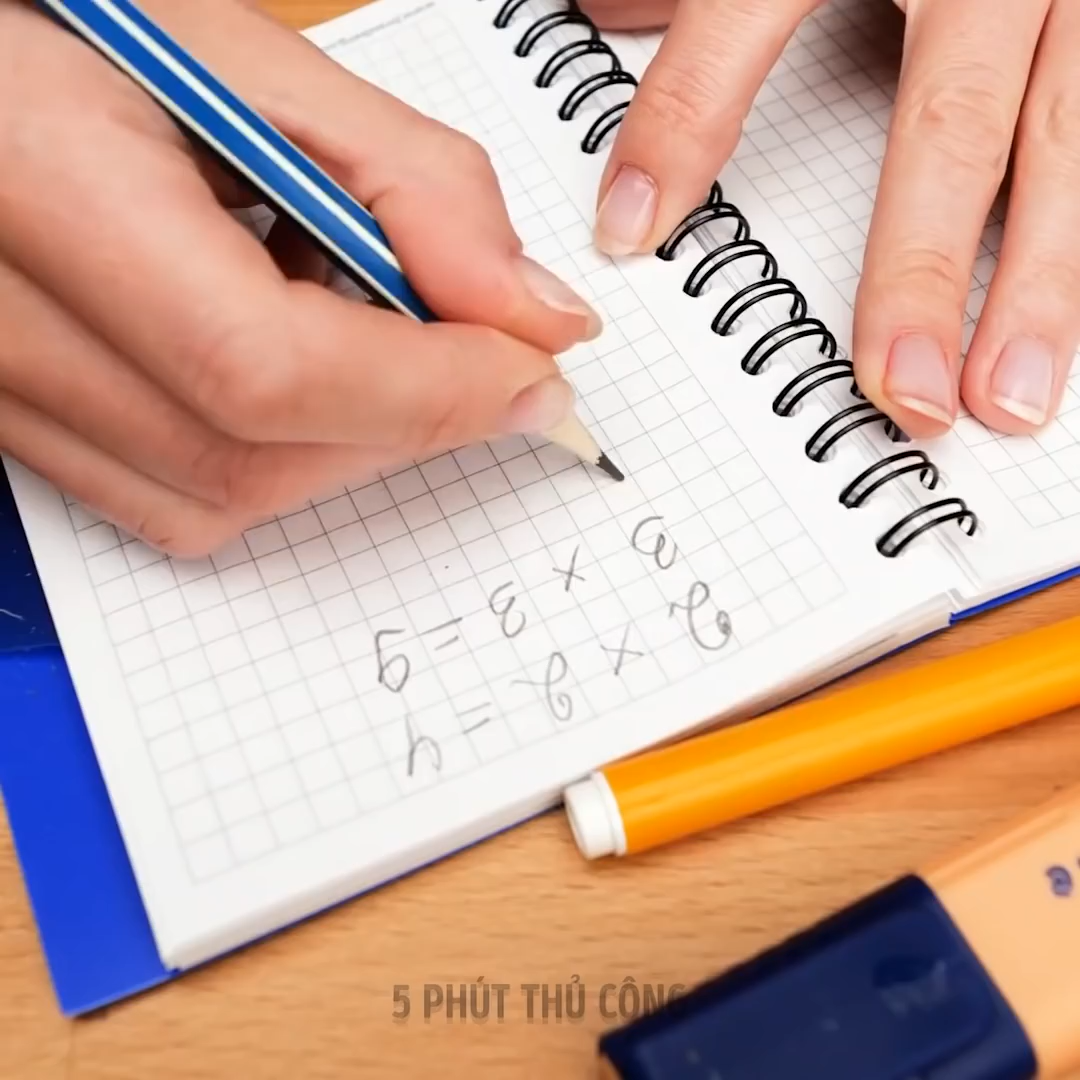 2 x 2 = 4
3 x 3 = 9
5 PHÚT THỦ CÔNG